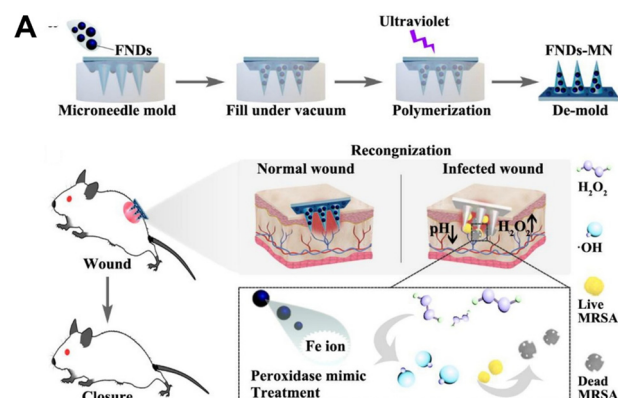 A
FNDs
Ultraviolet
FNDs-MN
Microneedle mold
Fill under vacuum
Polymerization
De-mold
Recongnization
Normal wound
Infected wound
H₂O₂
pH↓
H₂O₂↑
·OH
Wound
Live
MRSA
Fe ion
Peroxidase mimic
Treatment
Dead
MRSA
Closure